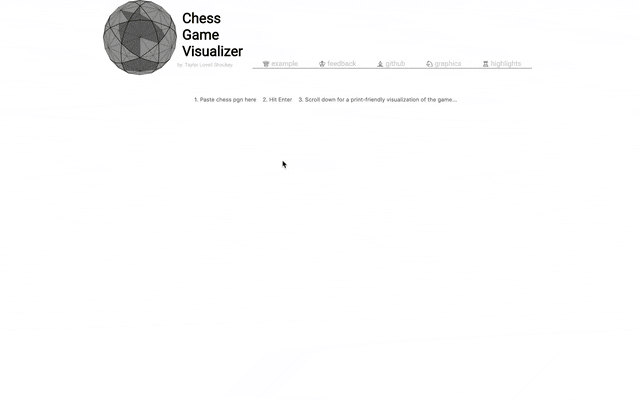 Chess
Game
Visualizer
by: Taylor Lovell Shockey
example feedback github graphics highlights
1. Paste chess pgn here 2. Hit Enter 3. Scroll down for a print-friendly visualization of the game...